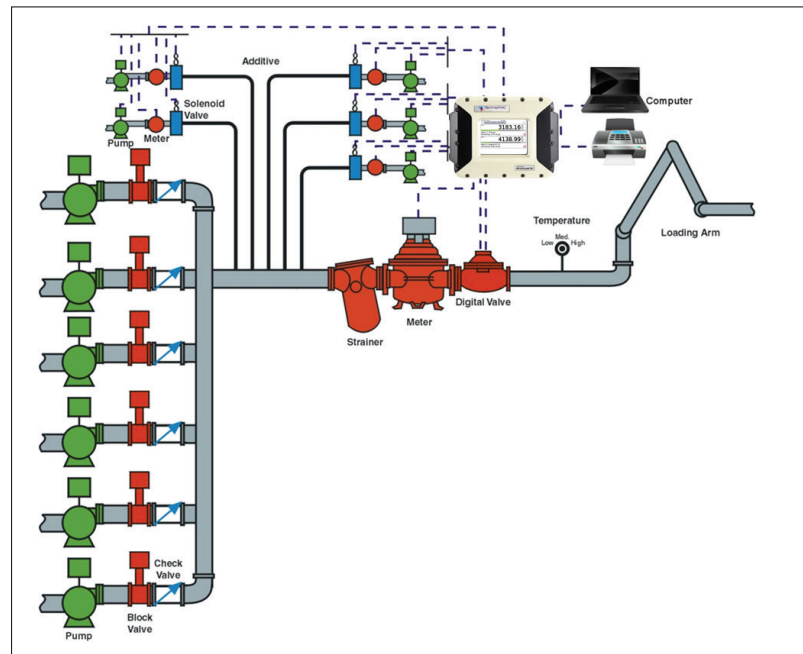 Additive
Solenoid
Valve
Pump
Meter
3183.16
4138.99
Computer
Temperature
Med.
Low
High
Loading Arm
Digital Valve
Meter
Strainer
Check
Valve
Block
Valve
Pump